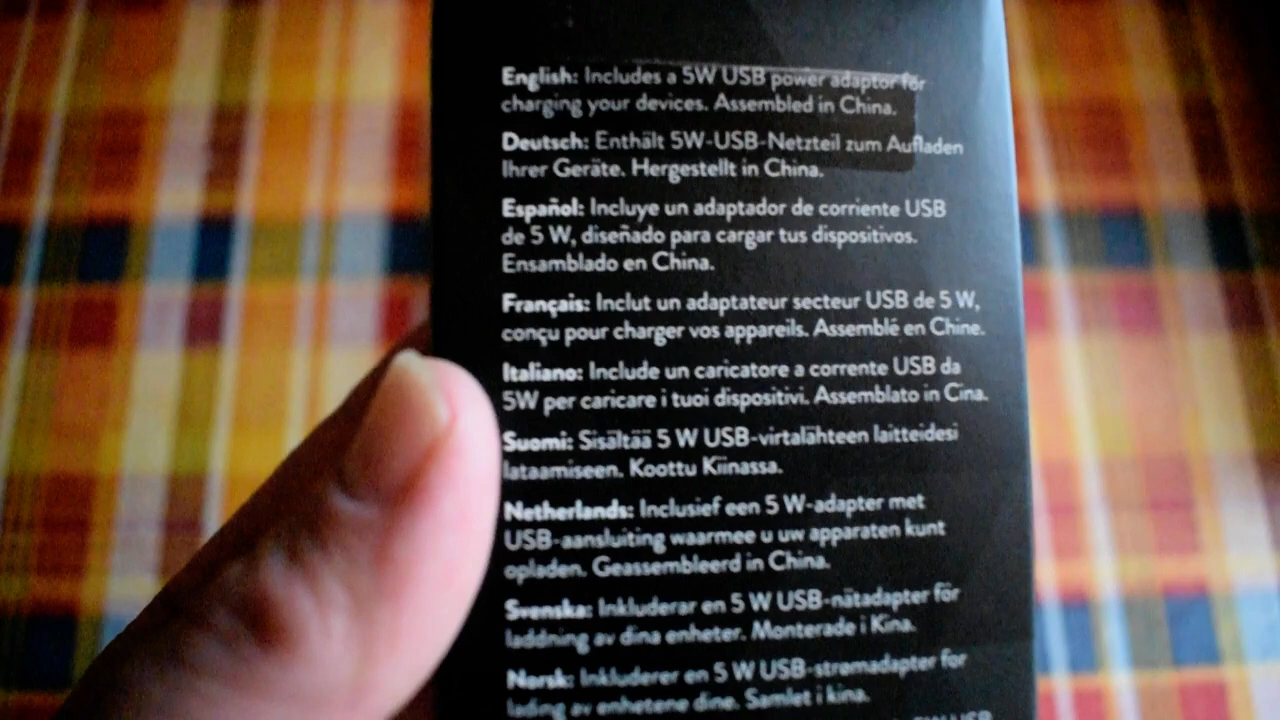 English: Includes a 5W USB power adaptor for
charging your devices. Assembled in China.
Deutsch: Enthält 5W-USB-Netzteil zum Aufladen
Ihrer Geräte. Hergestellt in China.
Español: Incluye un adaptador de corriente USB
de 5 W, diseñado para cargar tus dispositivos.
Ensamblado en China.
Français: Inclut un adaptateur secteur USB de 5 W,
conçu pour charger vos appareils. Assemblé en Chine.
Italiano: Include un caricatore a corrente USB da
5W per caricare i tuoi dispositivi. Assemblato in Cina.
Suomi: Sisältää 5 W USB-virtalähteen laitteidesi
lataamiseen. Koottu Kiinassa.
Netherlands: Inclusief een 5 W-adapter met
USB-aansluiting waarmee u uw apparaten kunt
opladen. Geassembleerd in China.
Svenska: Inkluderar en 5 W USB-nätadapter för
laddning av dina enheter. Monterade i Kina.
Norsk: Inkluderer en 5 W USB-strømadapter for
lading av enhetene dine. Samlet i kina.